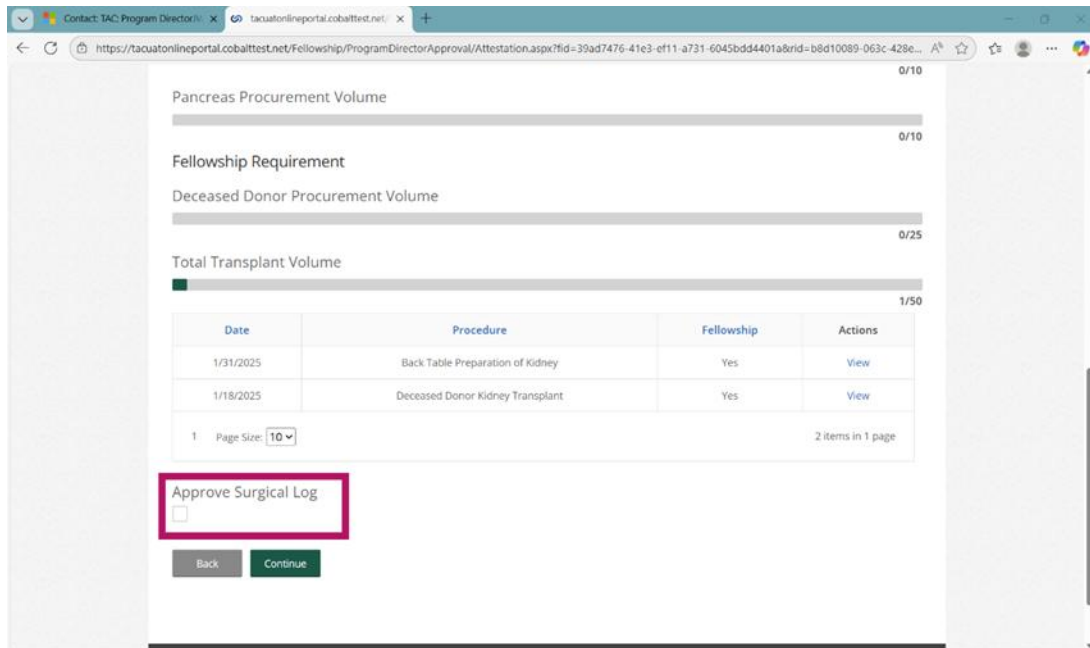 Contact: TAC: Program Director
tacuatonlineportal.cobalttest.net/
https://tacuatonlineportal.cobalttest.net/Fellowship/ProgramDirectorApproval/Attestation.aspx?fid=39ad7476-41e3-ef11-a731-6045bdd4401a&rid=b8d10089-063c-428e...
0/10
Pancreas Procurement Volume
0/10
Fellowship Requirement
Deceased Donor Procurement Volume
0/25
Total Transplant Volume
1/50
Date Procedure Fellowship Actions
1/31/2025 Back Table Preparation of Kidney Yes View
1/18/2025 Deceased Donor Kidney Transplant Yes View
1 Page Size: 10 2 items in 1 page
Approve Surgical Log
Back Continue